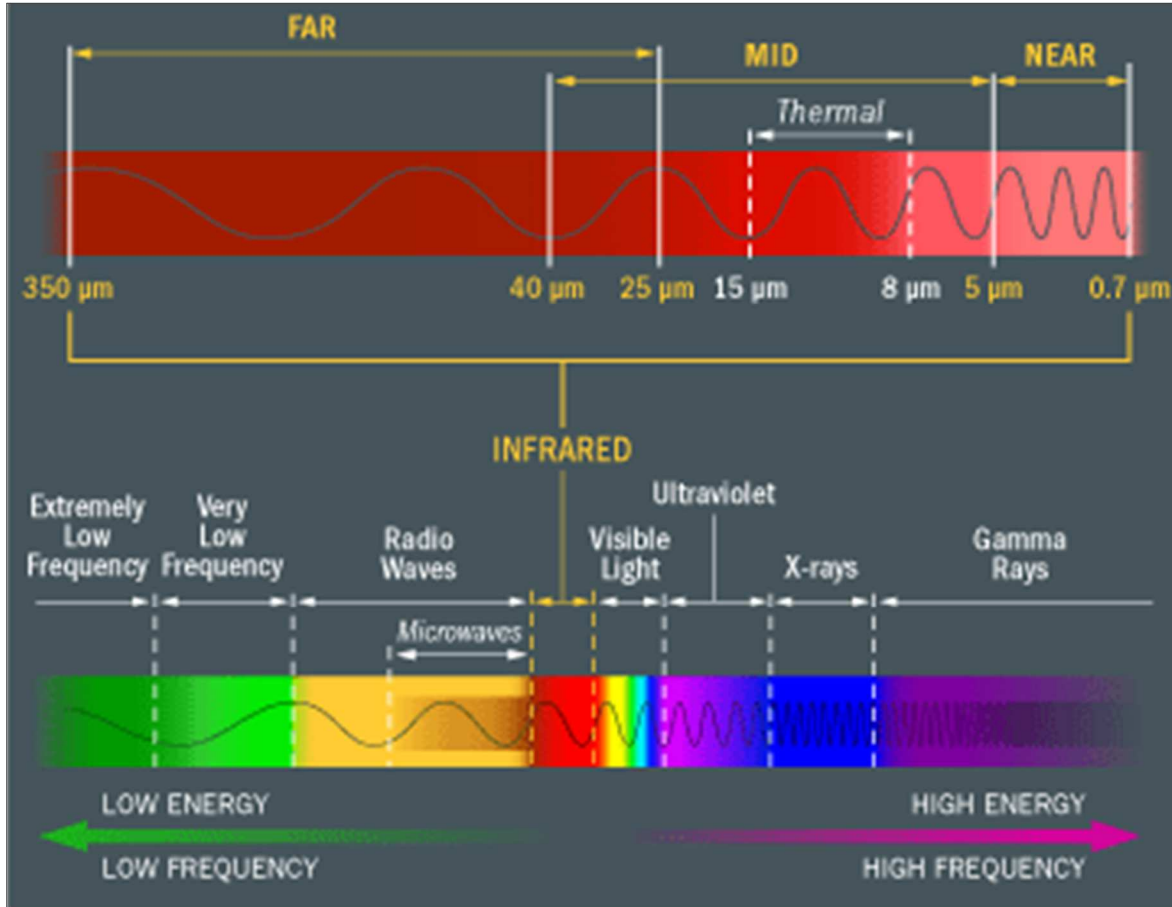 FAR
MID
NEAR
Thermal
350 µm
40 µm
25 µm
15 µm
8 µm
5 µm
0.7 µm
INFRARED
Extremely
Low
Frequency
Very
Low
Frequency
Radio
Waves
Microwaves
Visible
Light
Ultraviolet
X-rays
Gamma
Rays
LOW ENERGY
HIGH ENERGY
LOW FREQUENCY
HIGH FREQUENCY